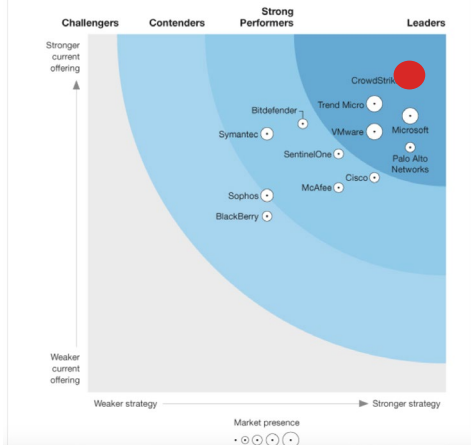 Challengers
Contenders
Strong
Performers
Leaders
Stronger
current
offering
CrowdStrik
Trend Micro
Bitdefender
Microsoft
VMware
Symantec
SentinelOne
Palo Alto
Networks
Cisco
McAfee
Sophos
BlackBerry
Weaker
current
offering
Weaker strategy
Stronger strategy
Market presence